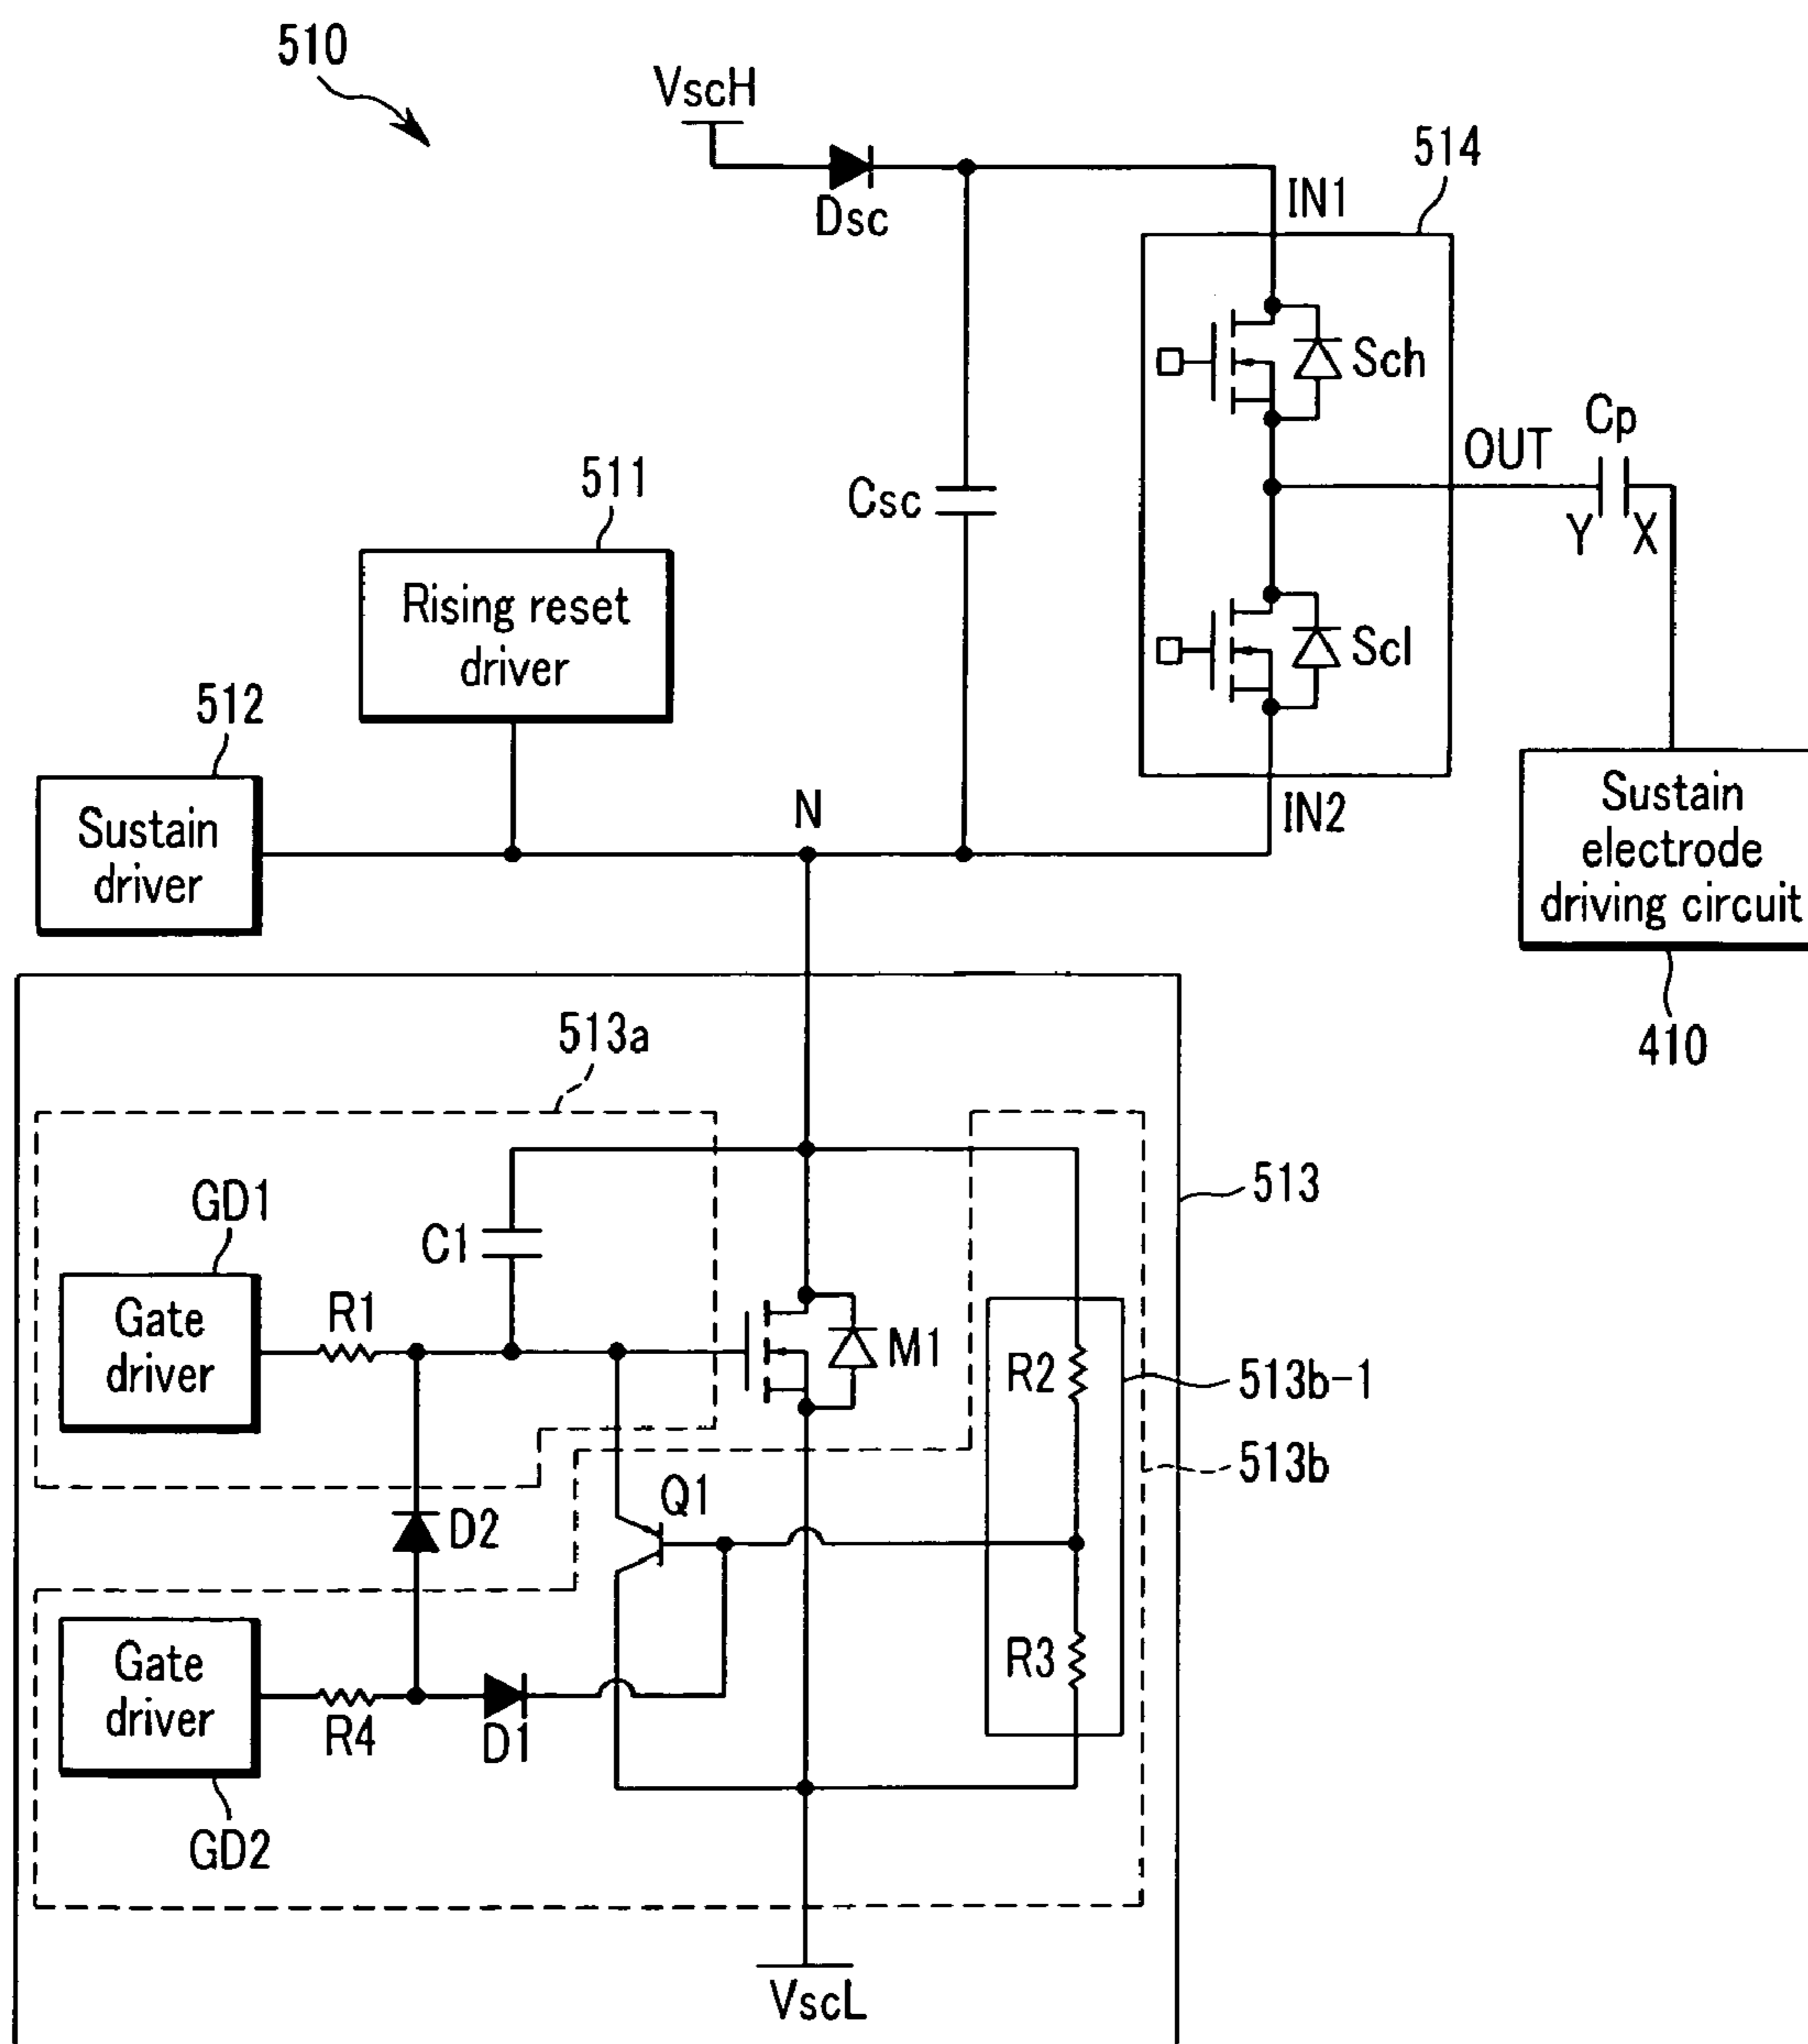 510
VscH
514
Dsc
IN1
Sch
Cp
OUT
511
Csc
Y
X
Rising reset
driver
Scl
512
N
IN2
Sustain
driver
Sustain
electrode
driving circuit
410
513a
513
GD1
C1
Gate
driver
R1
M1
R2
513b-1
513b
Q1
D2
Gate
driver
R3
R4
D1
GD2
VscL